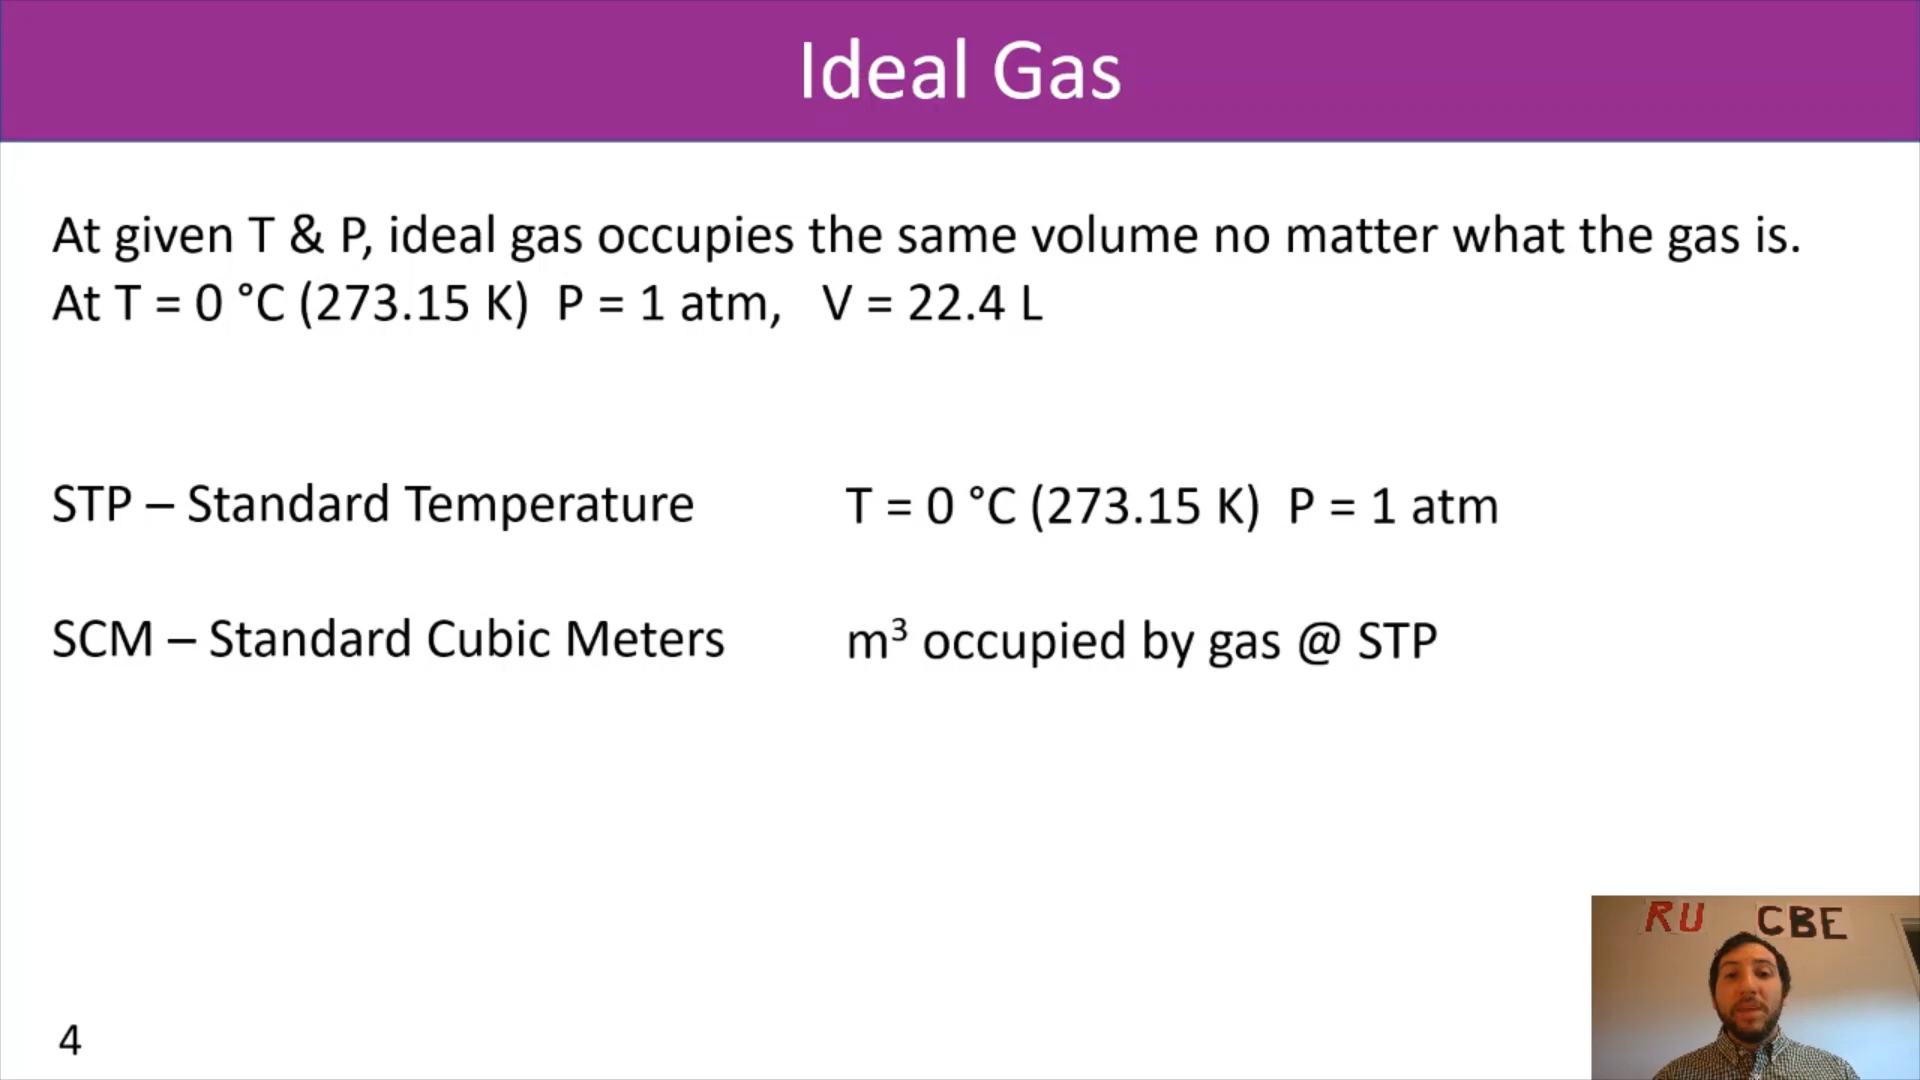 Ideal Gas
At given T & P, ideal gas occupies the same volume no matter what the gas is.
At T = 0 °C (273.15 K)  P = 1 atm,   V = 22.4 L
STP – Standard Temperature   T = 0 °C (273.15 K)  P = 1 atm
SCM – Standard Cubic Meters   m³ occupied by gas @ STP
RU CBE
4